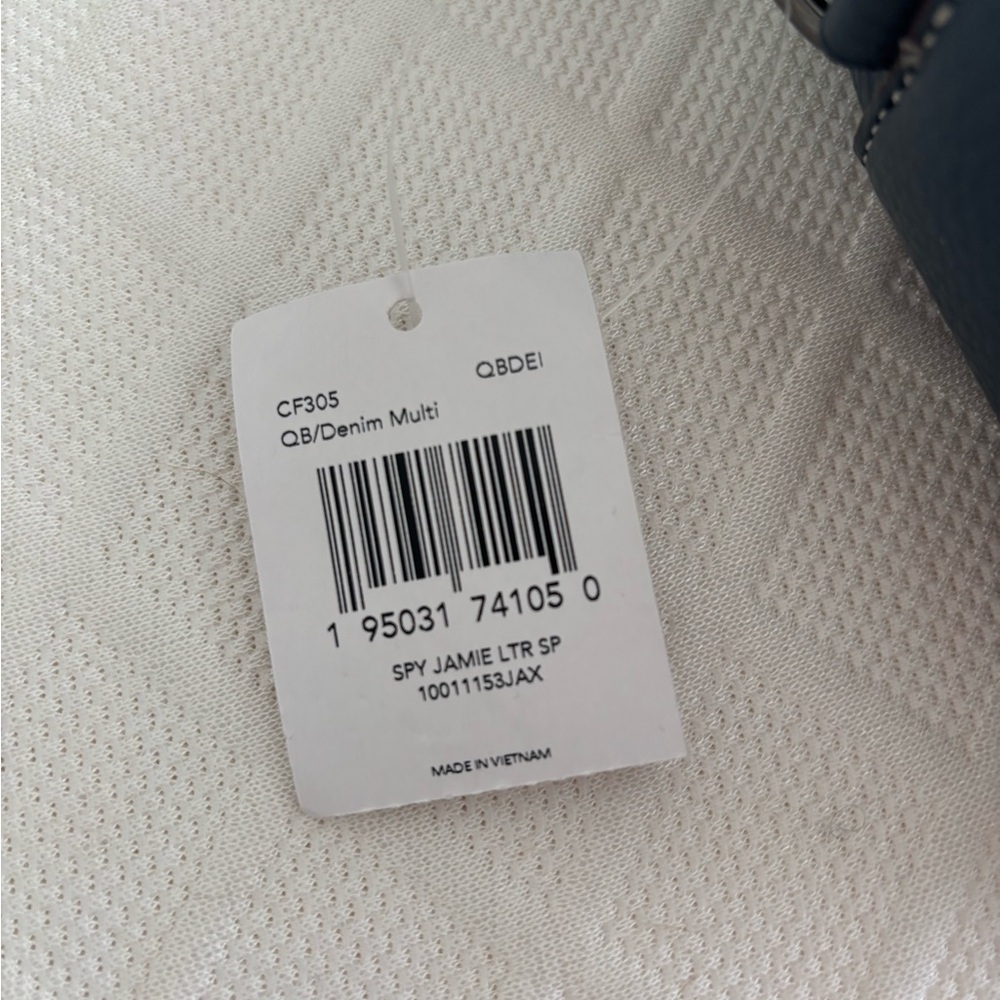 QBDEI
CF305
QB/Denim Multi
1 95031 74105 0
SPY JAMIE LTR SP
10011153JAX
MADE IN VIETNAM